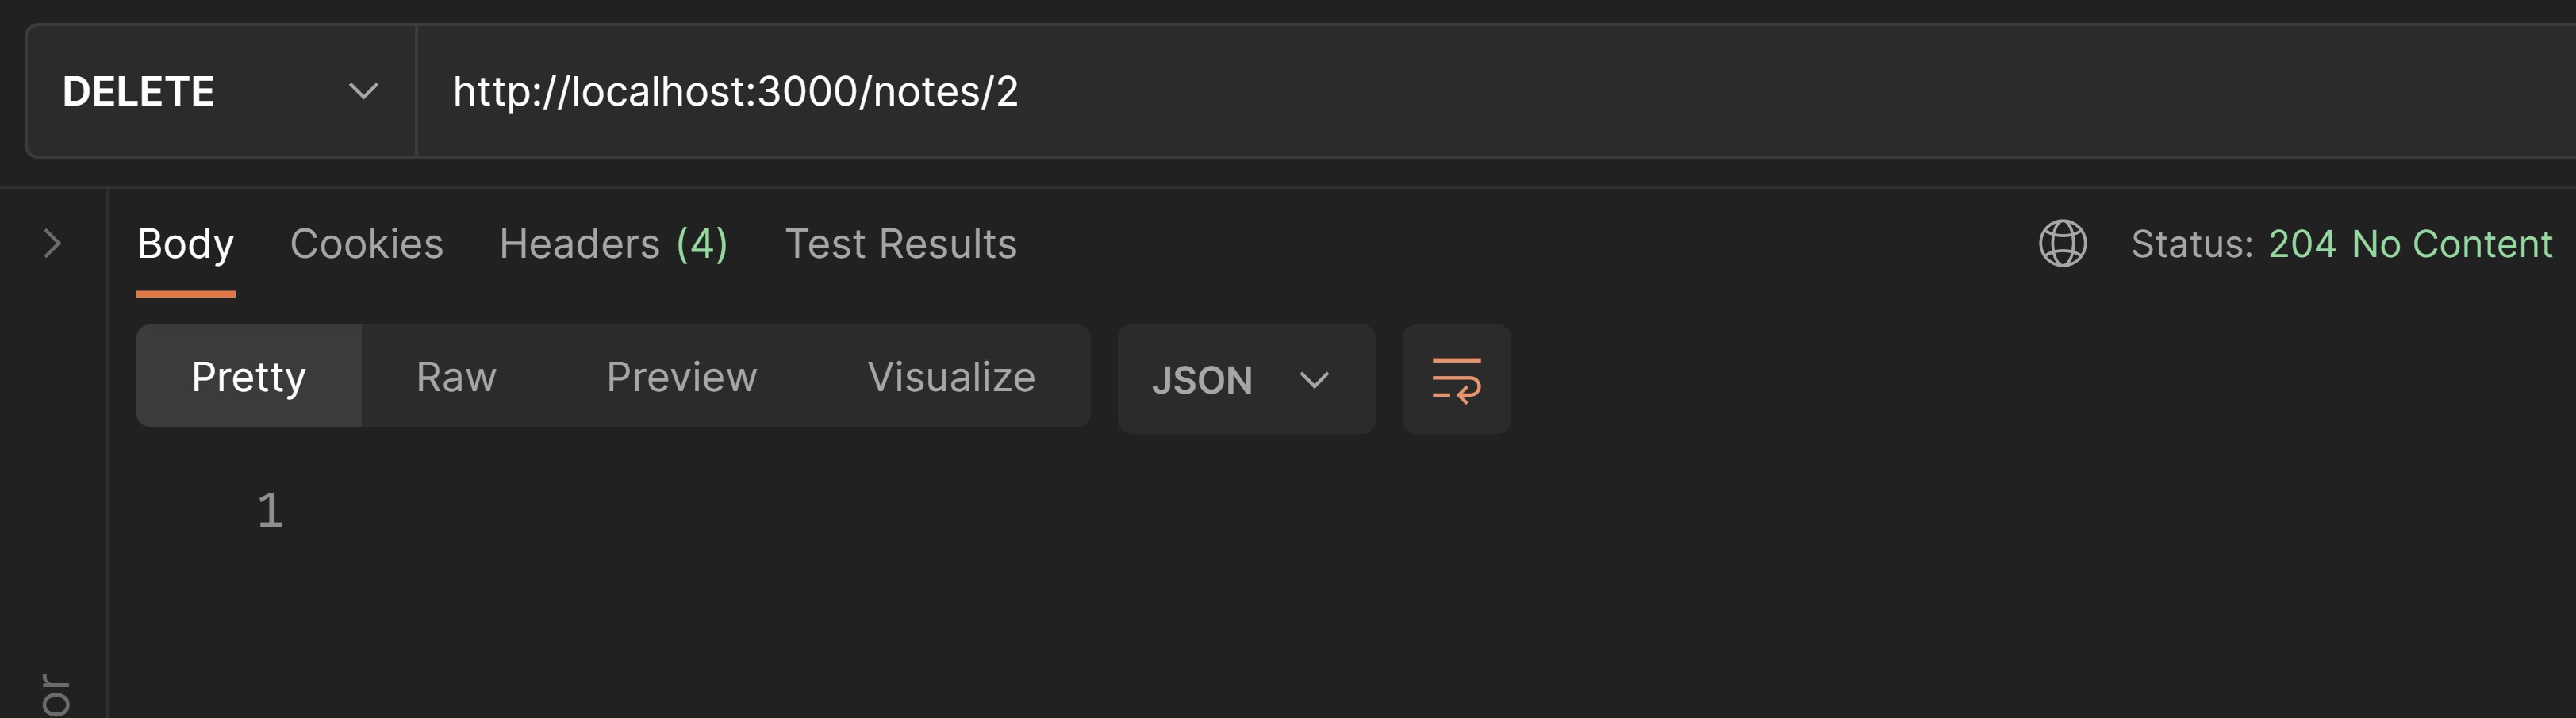 DELETE http://localhost:3000/notes/2
Body Cookies Headers (4) Test Results Status: 204 No Content
Pretty Raw Preview Visualize JSON
1
or